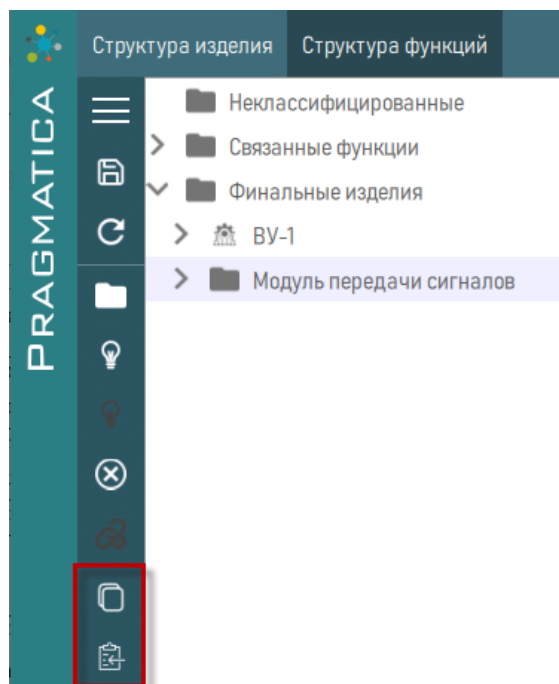 Структура изделия
Структура функций
PRAGMATICA
Неклассифицированные
Связанные функции
Финальные изделия
ВУ-1
Модуль передачи сигналов